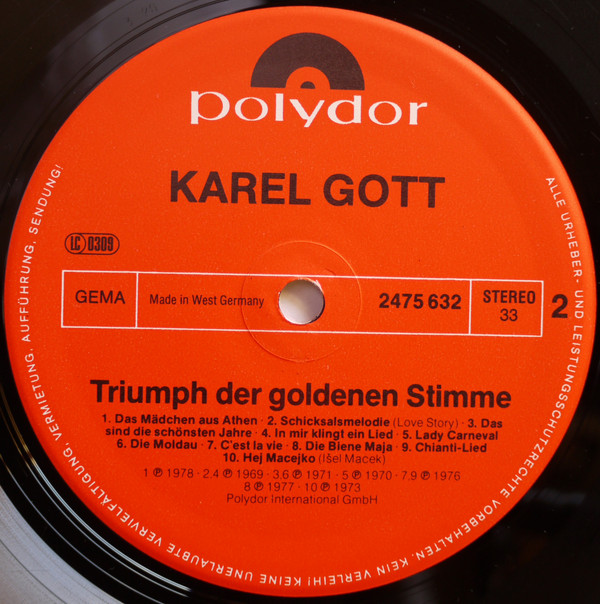 polydor
KAREL GOTT
LC 0309
GEMA
Made in West Germany
2475 632
STEREO
33
2
Triumph der goldenen Stimme
1. Das Mädchen aus Athen · 2. Schicksalsmelodie (Love Story) · 3. Das
sind die schönsten Jahre · 4. In mir klingt ein Lied · 5. Lady Carneval
6. Die Moldau · 7. C'est la vie · 8. Die Biene Maja · 9. Chianti-Lied
10. Hej Macejko (Išel Macek)
1 ℗ 1978 · 2.4 ℗ 1969 · 3.6 ℗ 1971 · 5 ℗ 1970 · 7.9 ℗ 1976
8 ℗ 1977 · 10 ℗ 1973
Polydor International GmbH
ALLE URHEBER- UND LEISTUNGSSCHUTZRECHTE VORBEHALTEN. KEIN VERLEIH! KEINE UNERLAUBTE VERVIELFÄLTIGUNG, VERMIETUNG, AUFFÜHRUNG, SENDUNG!